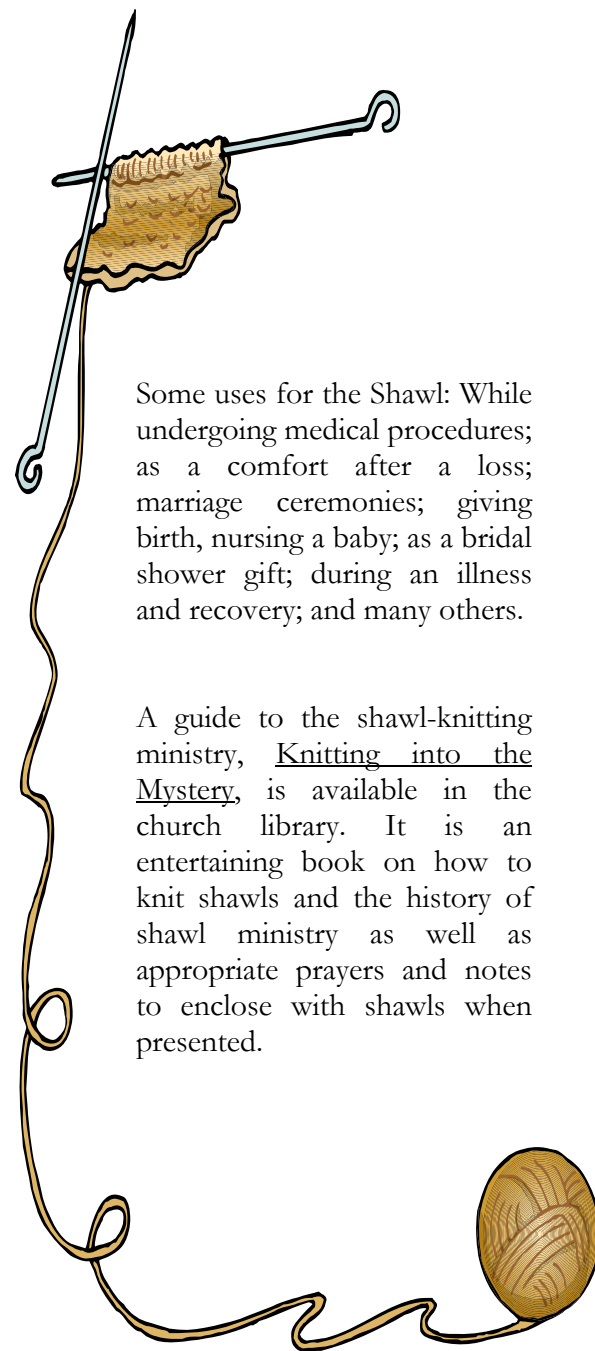 Some uses for the Shawl: While
undergoing medical procedures;
as a comfort after a loss;
marriage ceremonies; giving
birth, nursing a baby; as a bridal
shower gift; during an illness
and recovery; and many others.
A guide to the shawl-knitting
ministry, Knitting into the
Mystery, is available in the
church library. It is an
entertaining book on how to
knit shawls and the history of
shawl ministry as well as
appropriate prayers and notes
to enclose with shawls when
presented.